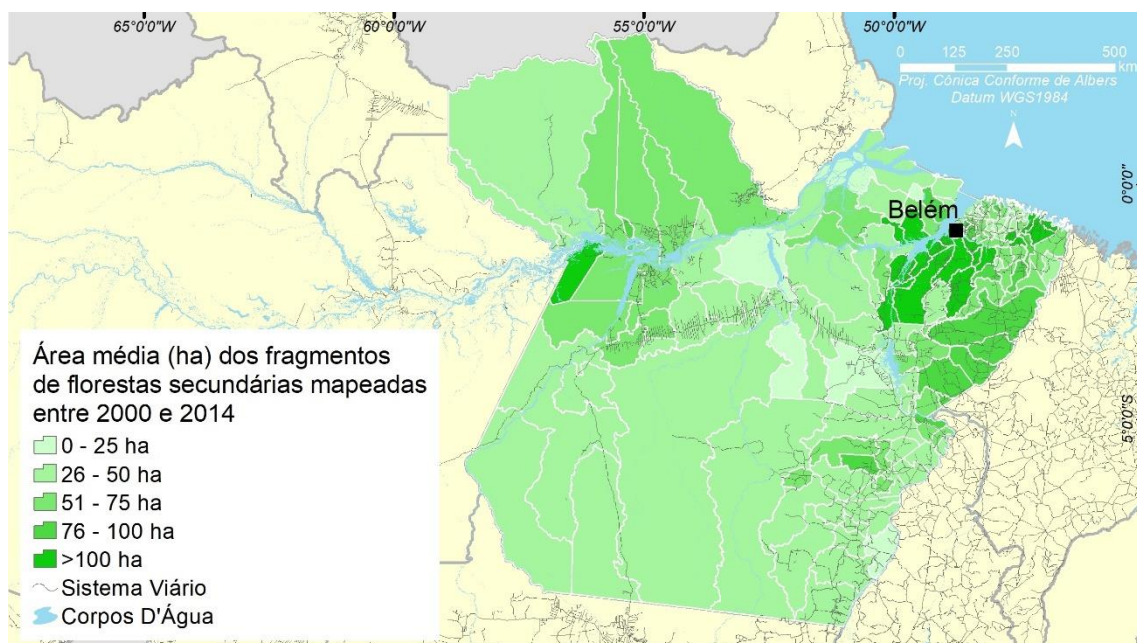 65°0'0"W
60°0'0"W
55°0'0"W
50°0'0"W
0 125 250 500
km
Proj. Cônica Conforme de Albers
Datum WGS1984
N
0°0'0"
Belém
5°0'0"S
Área média (ha) dos fragmentos
de florestas secundárias mapeadas
entre 2000 e 2014
0 - 25 ha
26 - 50 ha
51 - 75 ha
76 - 100 ha
>100 ha
Sistema Viário
Corpos D'Água